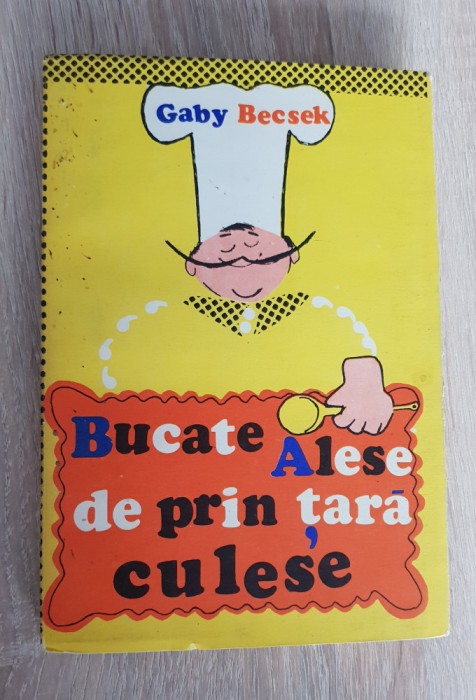 Gaby Becsek
Bucate Alese
de prin țară
culese